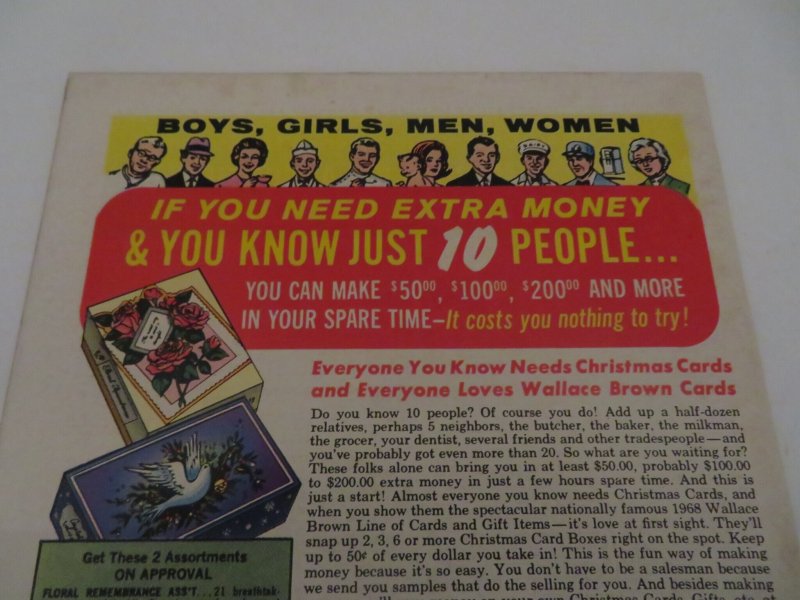 BOYS, GIRLS, MEN, WOMEN
IF YOU NEED EXTRA MONEY
& YOU KNOW JUST 10 PEOPLE...
YOU CAN MAKE $50⁰⁰, $100⁰⁰, $200⁰⁰ AND MORE
IN YOUR SPARE TIME—It costs you nothing to try!
Everyone You Know Needs Christmas Cards
and Everyone Loves Wallace Brown Cards
Do you know 10 people? Of course you do! Add up a half-dozen
relatives, perhaps 5 neighbors, the butcher, the baker, the milkman,
the grocer, your dentist, several friends and other tradespeople—and
you've probably got even more than 20. So what are you waiting for?
These folks alone can bring you in at least $50.00, probably $100.00
to $200.00 extra money in just a few hours spare time. And this is
just a start! Almost everyone you know needs Christmas Cards, and
when you show them the spectacular nationally famous 1968 Wallace
Brown Line of Cards and Gift Items—it's love at first sight. They'll
snap up 2, 3, 6 or more Christmas Card Boxes right on the spot. Keep
up to 50¢ of every dollar you take in! This is the fun way of making
money because it's so easy. You don't have to be a salesman because
we send you samples that do the selling for you. And besides making
Get These 2 Assortments
ON APPROVAL
FLORAL REMEMBRANCE ASS'T...21 breathtak-